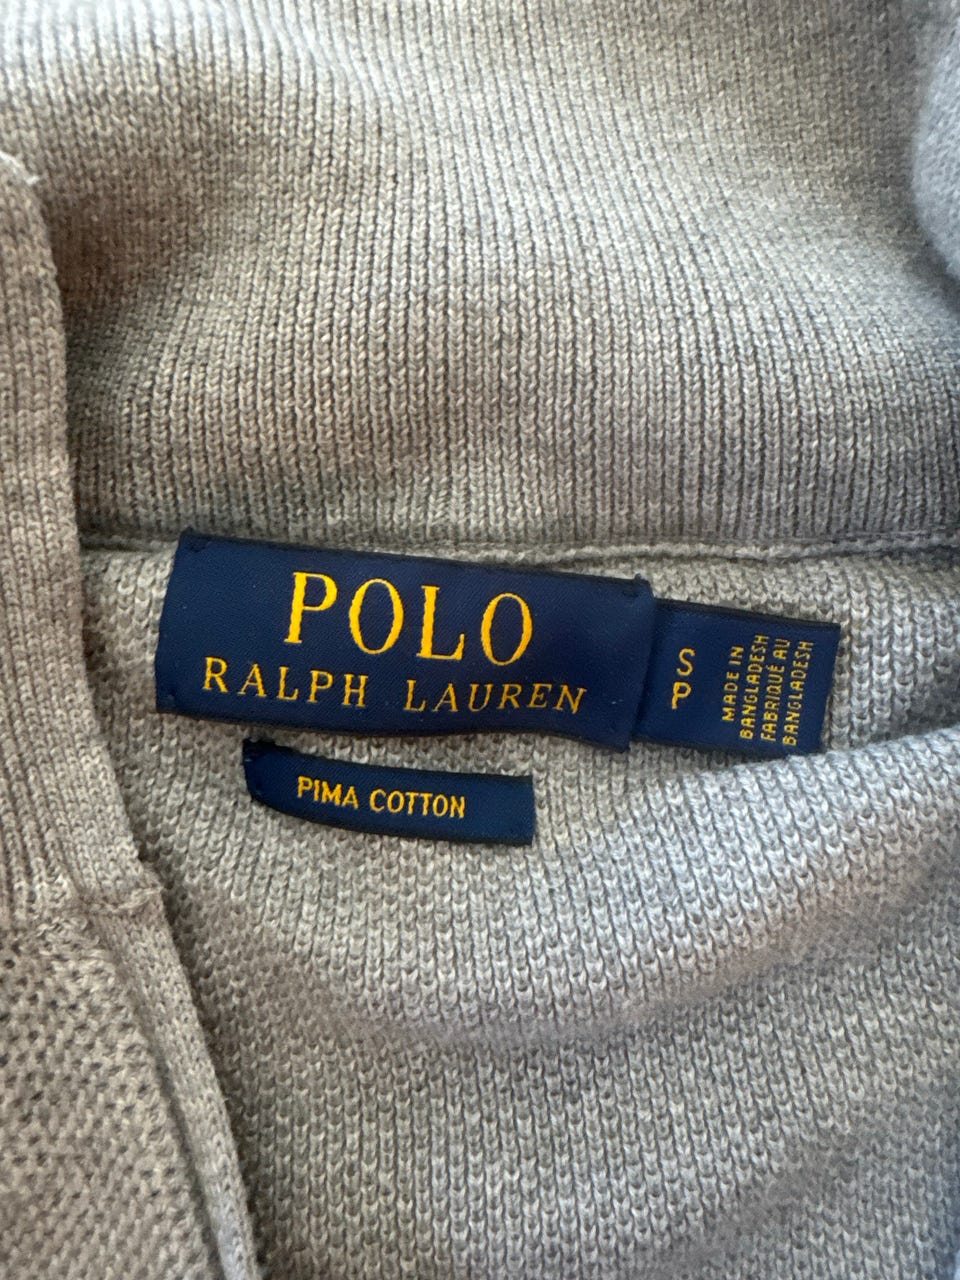 POLO
RALPH LAUREN
S
P
MADE IN
BANGLADESH
FABRIQUÉ AU
BANGLADESH
PIMA COTTON